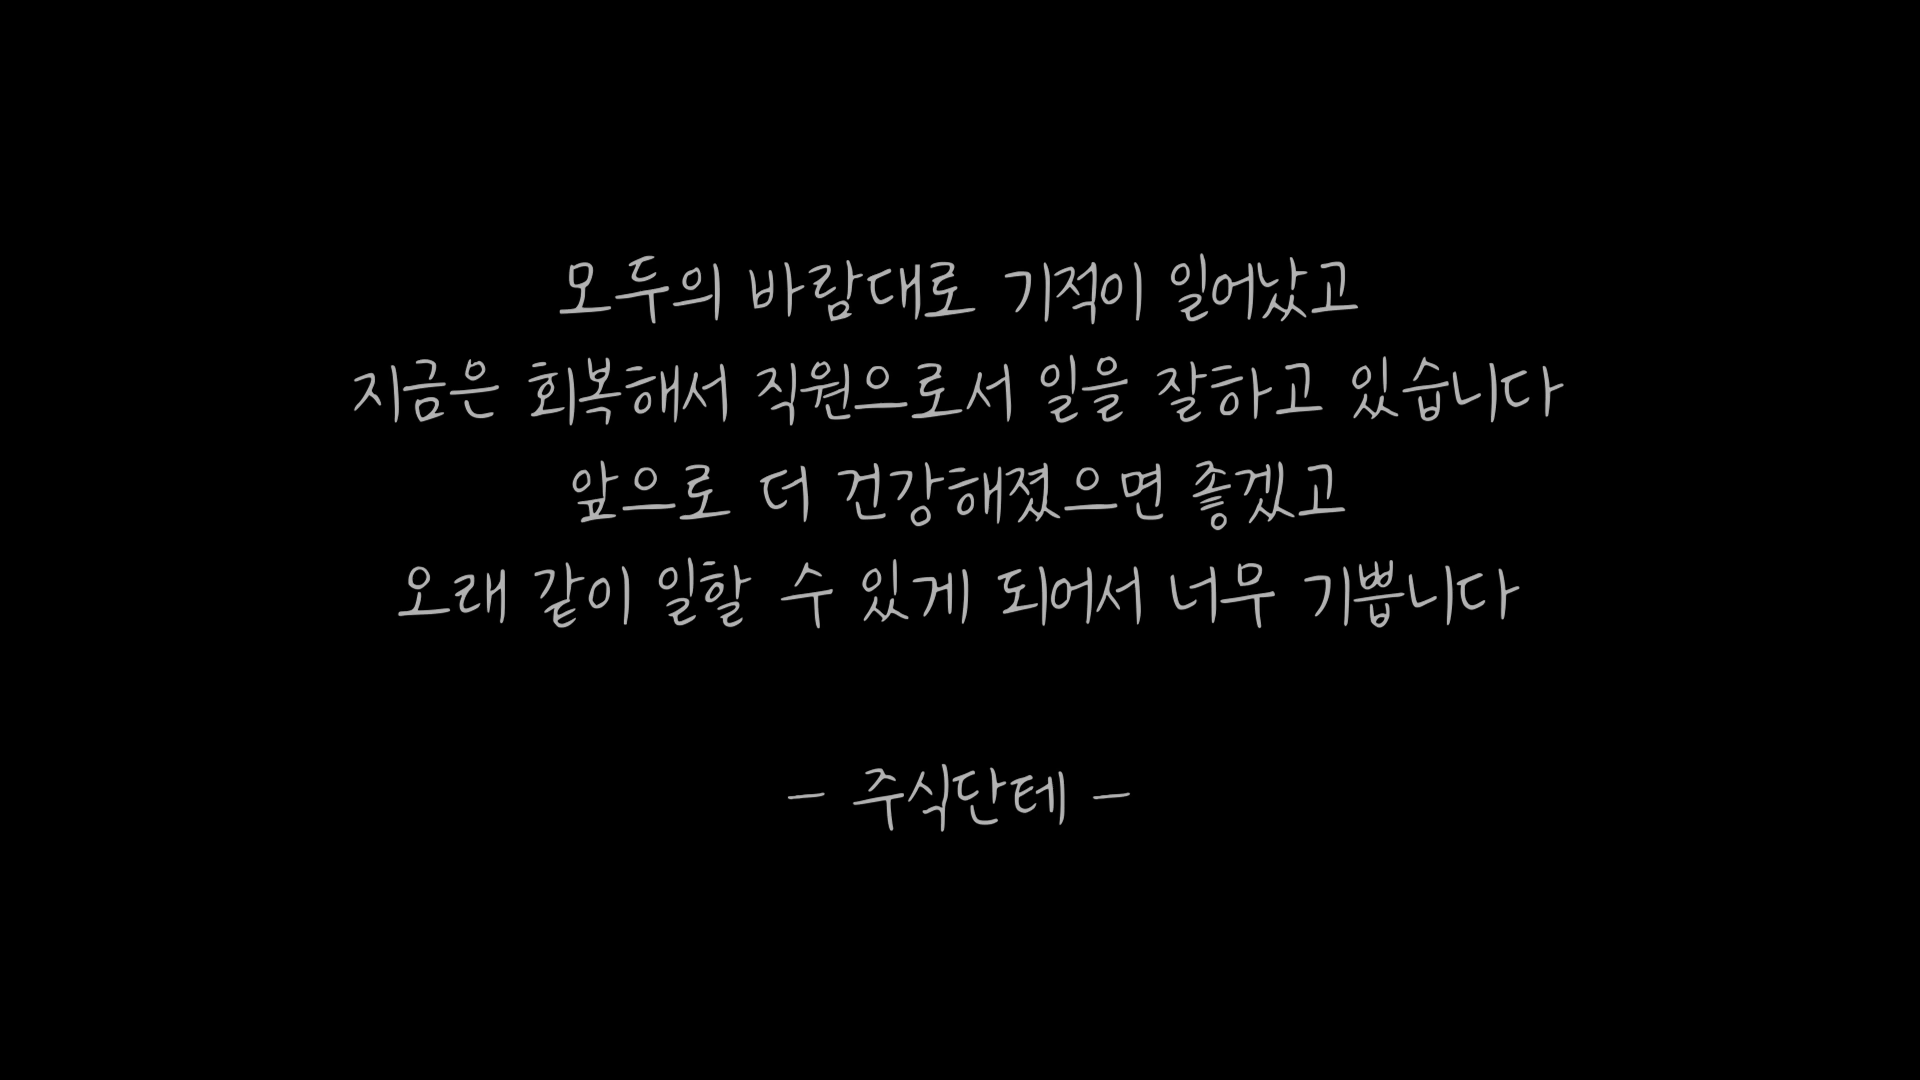 모두의 바람대로 기적이 일어났고
지금은 회복해서 직원으로서 일을 잘하고 있습니다
앞으로 더 건강해졌으면 좋겠고
오래 같이 일할 수 있게 되어서 너무 기쁩니다
- 주식단테 -